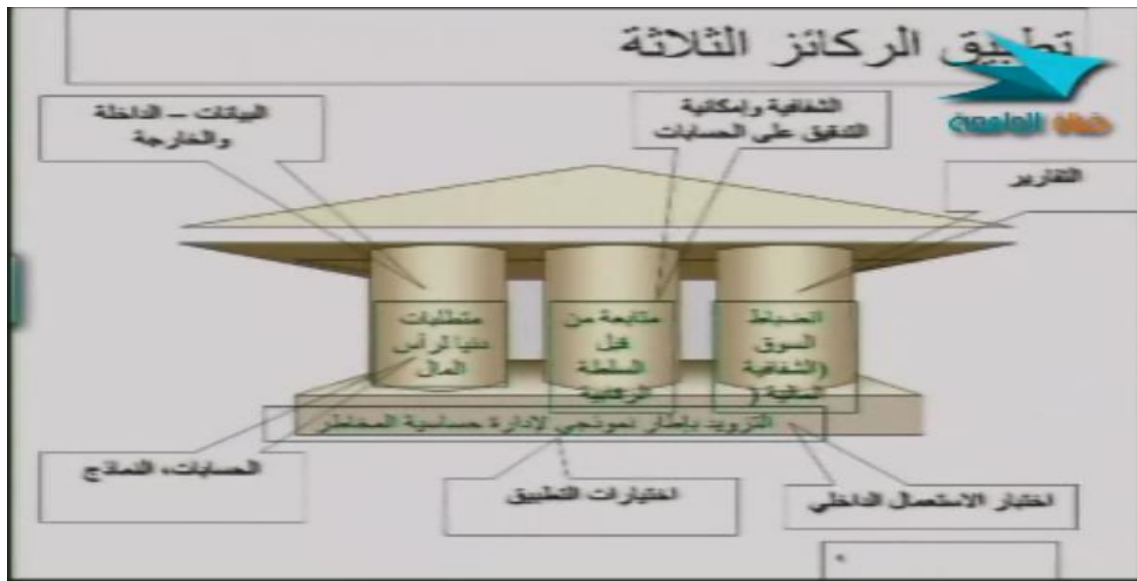 تطبيق الركائز الثلاثة
الشفافية وإمكانية
التدقيق على الحسابات
البيانات – الداخلة
والخارجة
التقارير
انضباط
السوق
(الشفافية
المالية (
متابعة من
قبل
السلطة
الرقابية
متطلبات
دنيا لرأس
المال
التزويد بإطار نموذجي لإدارة حساسية المخاطر
الحسابات، النماذج
اختيارات التطبيق
اختبار الاستعمال الداخلي